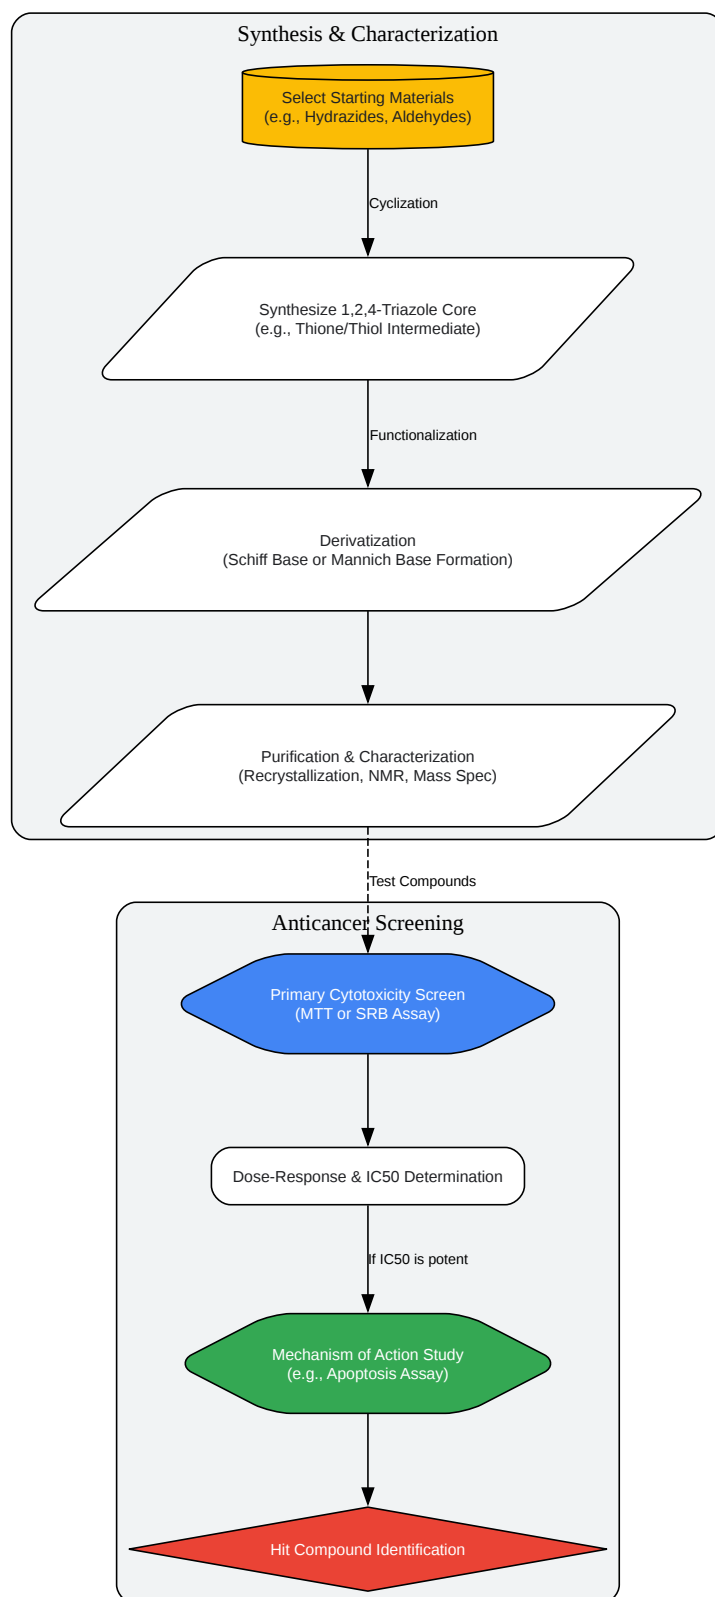 Synthesis & Characterization
Select Starting Materials
(e.g., Hydrazides, Aldehydes)
Cyclization
Synthesize 1,2,4-Triazole Core
(e.g., Thione/Thiol Intermediate)
Functionalization
Derivatization
(Schiff Base or Mannich Base Formation)
Purification & Characterization
(Recrystallization, NMR, Mass Spec)
Test Compounds
Anticancer Screening
Primary Cytotoxicity Screen
(MTT or SRB Assay)
Dose-Response & IC50 Determination
If IC50 is potent
Mechanism of Action Study
(e.g., Apoptosis Assay)
Hit Compound Identification